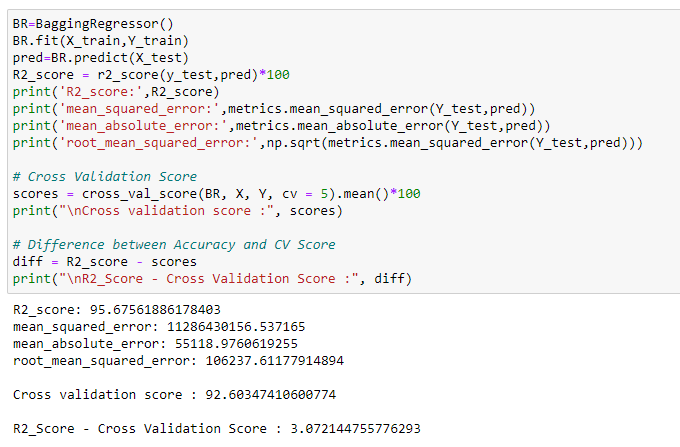 BR=BaggingRegressor()
BR.fit(X_train,Y_train)
pred=BR.predict(X_test)
R2_score = r2_score(y_test,pred)*100
print('R2_score:',R2_score)
print('mean_squared_error:',metrics.mean_squared_error(Y_test,pred))
print('mean_absolute_error:',metrics.mean_absolute_error(Y_test,pred))
print('root_mean_squared_error:',np.sqrt(metrics.mean_squared_error(Y_test,pred)))

# Cross Validation Score
scores = cross_val_score(BR, X, Y, cv = 5).mean()*100
print("\nCross validation score :", scores)

# Difference between Accuracy and CV Score
diff = R2_score - scores
print("\nR2_Score - Cross Validation Score :", diff)

R2_score: 95.67561886178403
mean_squared_error: 11286430156.537165
mean_absolute_error: 55118.9760619255
root_mean_squared_error: 106237.61177914894

Cross validation score : 92.60347410600774

R2_Score - Cross Validation Score : 3.072144755776293